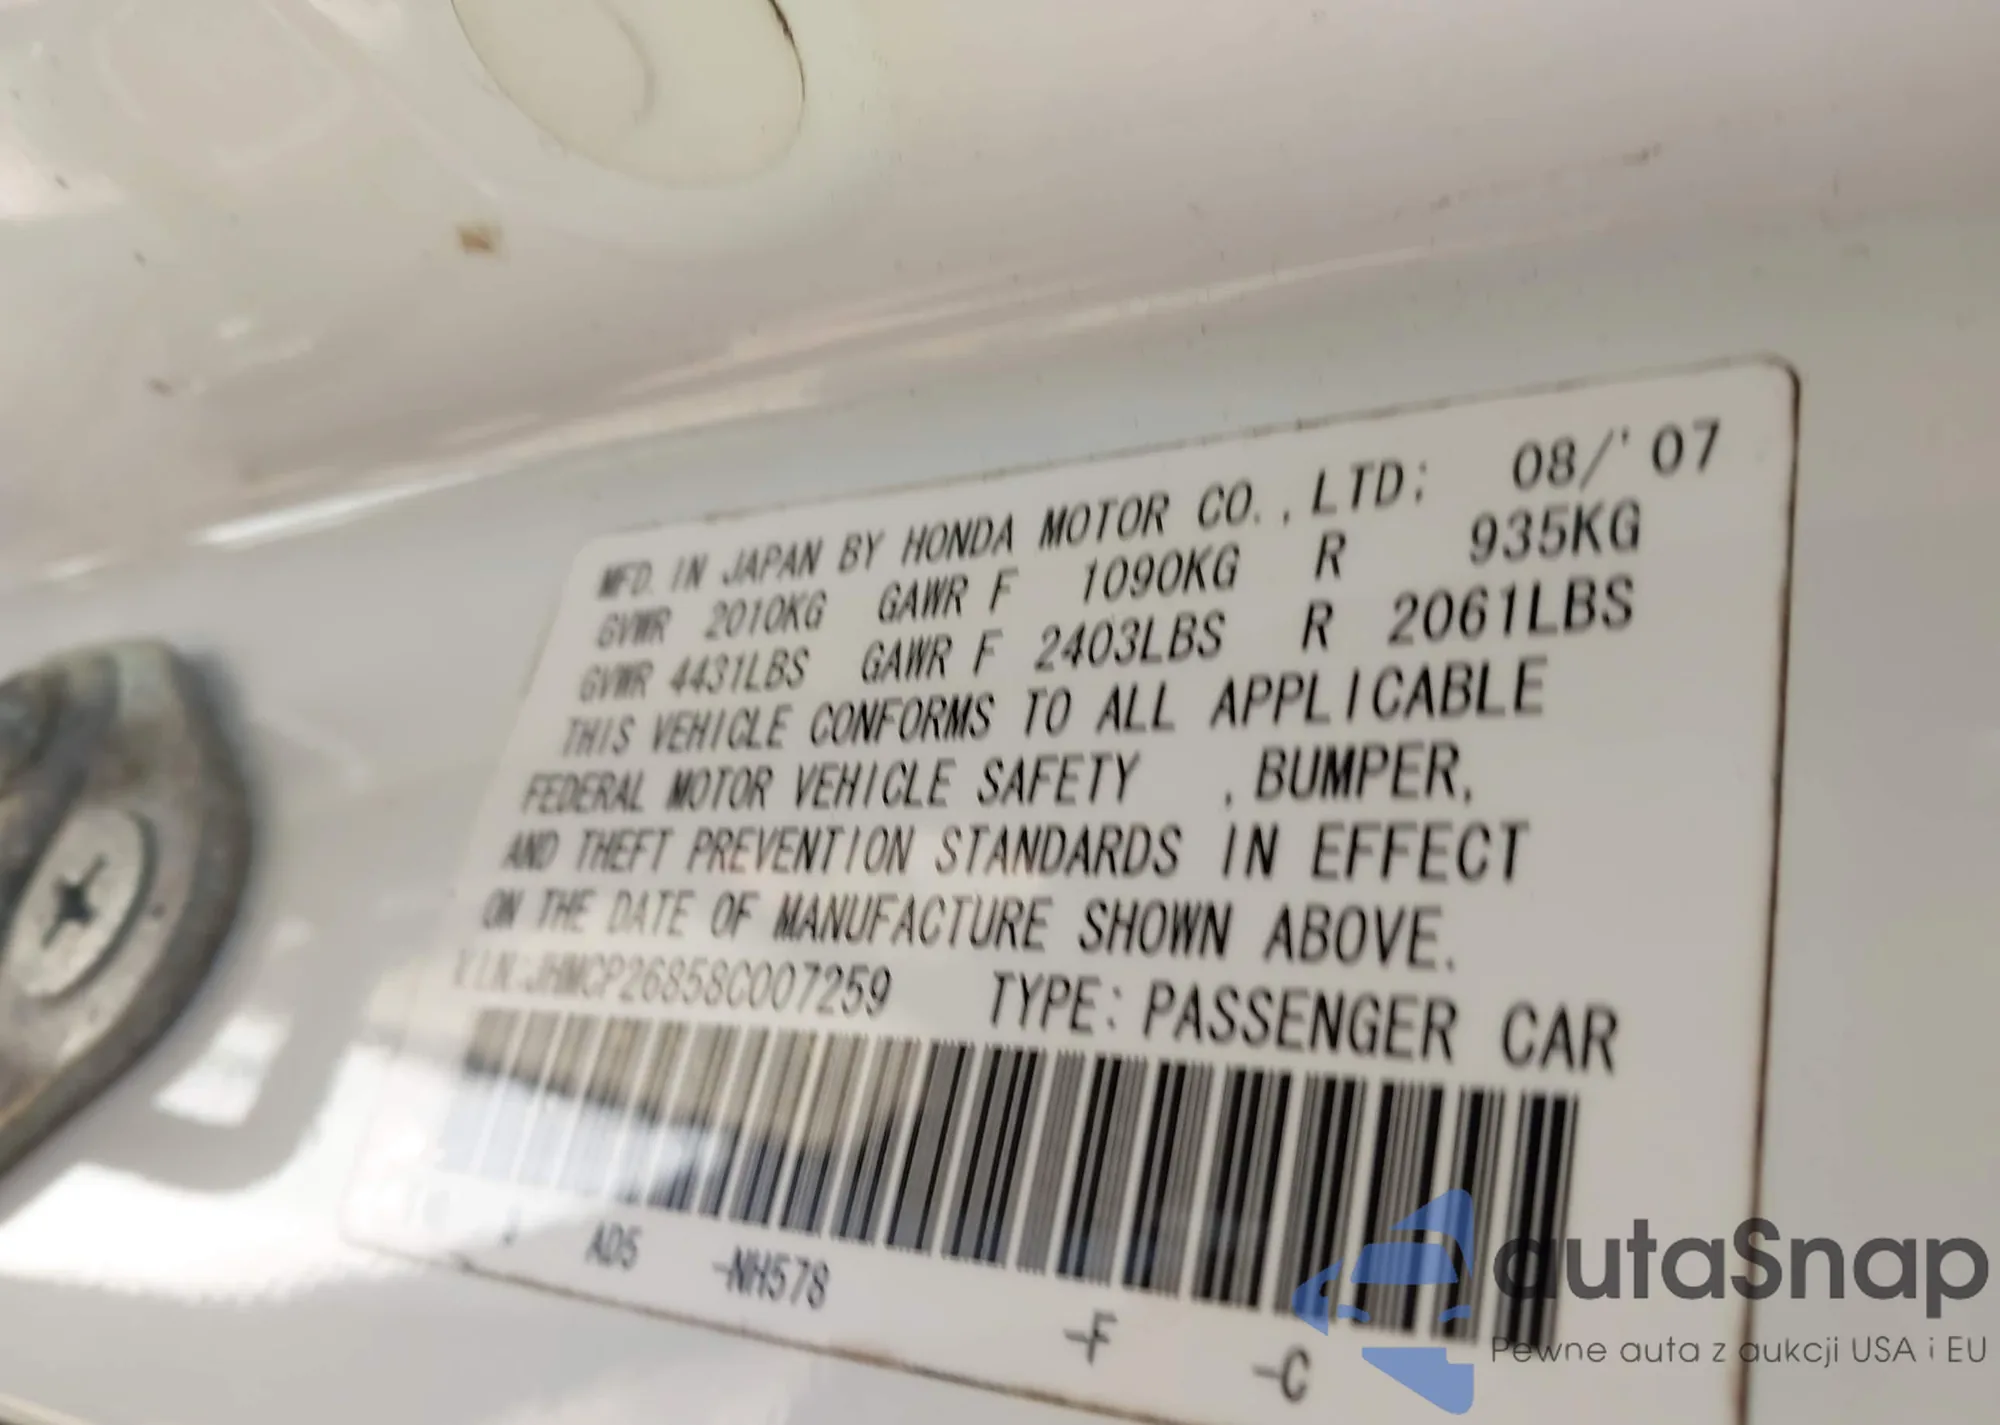 MFD. IN JAPAN BY HONDA MOTOR CO., LTD: 08/'07
GVWR 2010KG GAWR F 1090KG R 935KG
GVWR 4431LBS GAWR F 2403LBS R 2061LBS
THIS VEHICLE CONFORMS TO ALL APPLICABLE
FEDERAL MOTOR VEHICLE SAFETY , BUMPER,
AND THEFT PREVENTION STANDARDS IN EFFECT
ON THE DATE OF MANUFACTURE SHOWN ABOVE.
V.I.N:JHMCP26858C007259 TYPE: PASSENGER CAR
AD5 -NH578 -F -C
autaSnap
Pewne auta z aukcji USA i EU